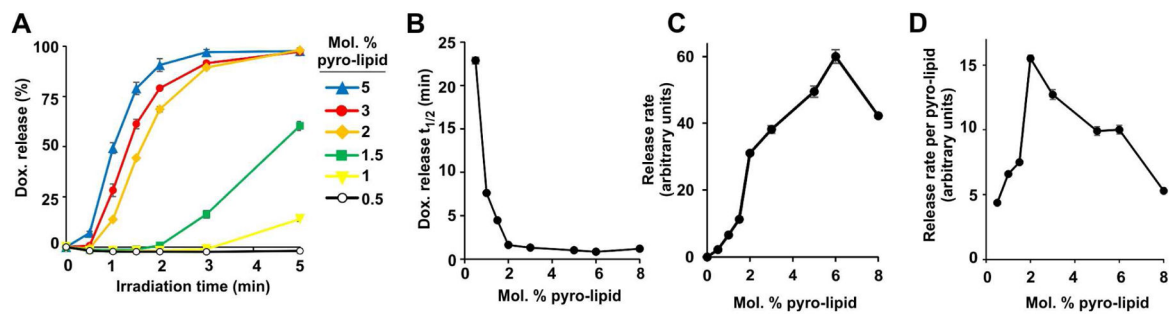 A
Dox. release (%)
100
75
50
25
0
0
1
2
3
4
5
Irradiation time (min)
Mol. %
pyro-lipid
5
3
2
1.5
1
0.5
B
Dox. release t1/2 (min)
25
20
15
10
5
0
0
2
4
6
8
Mol. % pyro-lipid
C
Release rate
(arbitrary units)
60
40
20
0
0
2
4
6
8
Mol. % pyro-lipid
D
Release rate per pyro-lipid
(arbitrary units)
15
10
5
0
0
2
4
6
8
Mol. % pyro-lipid